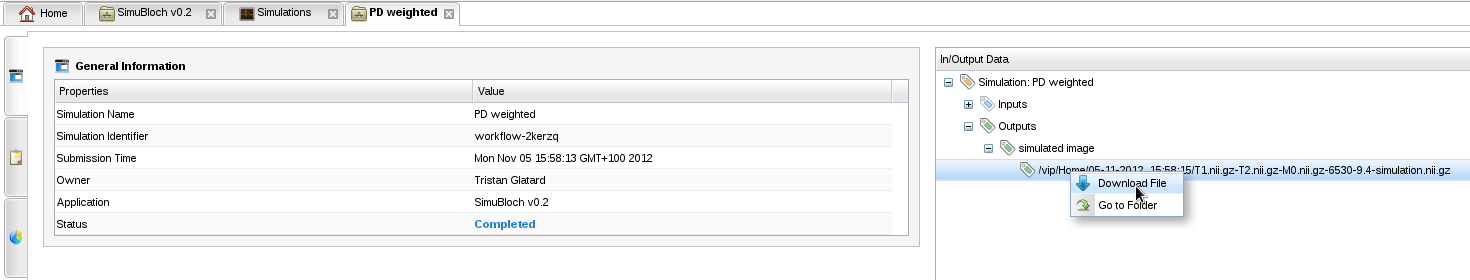 Home
SimuBloch v0.2
Simulations
PD weighted
General Information
Properties Value
Simulation Name PD weighted
Simulation Identifier workflow-2kerzq
Submission Time Mon Nov 05 15:58:13 GMT+100 2012
Owner Tristan Glatard
Application SimuBloch v0.2
Status Completed
In/Output Data
Simulation: PD weighted
Inputs
Outputs
simulated image
/vip/Home/05-11-2012_15:58:15/T1.nii.gz-T2.nii.gz-M0.nii.gz-6530-9.4-simulation.nii.gz
Download File
Go to Folder